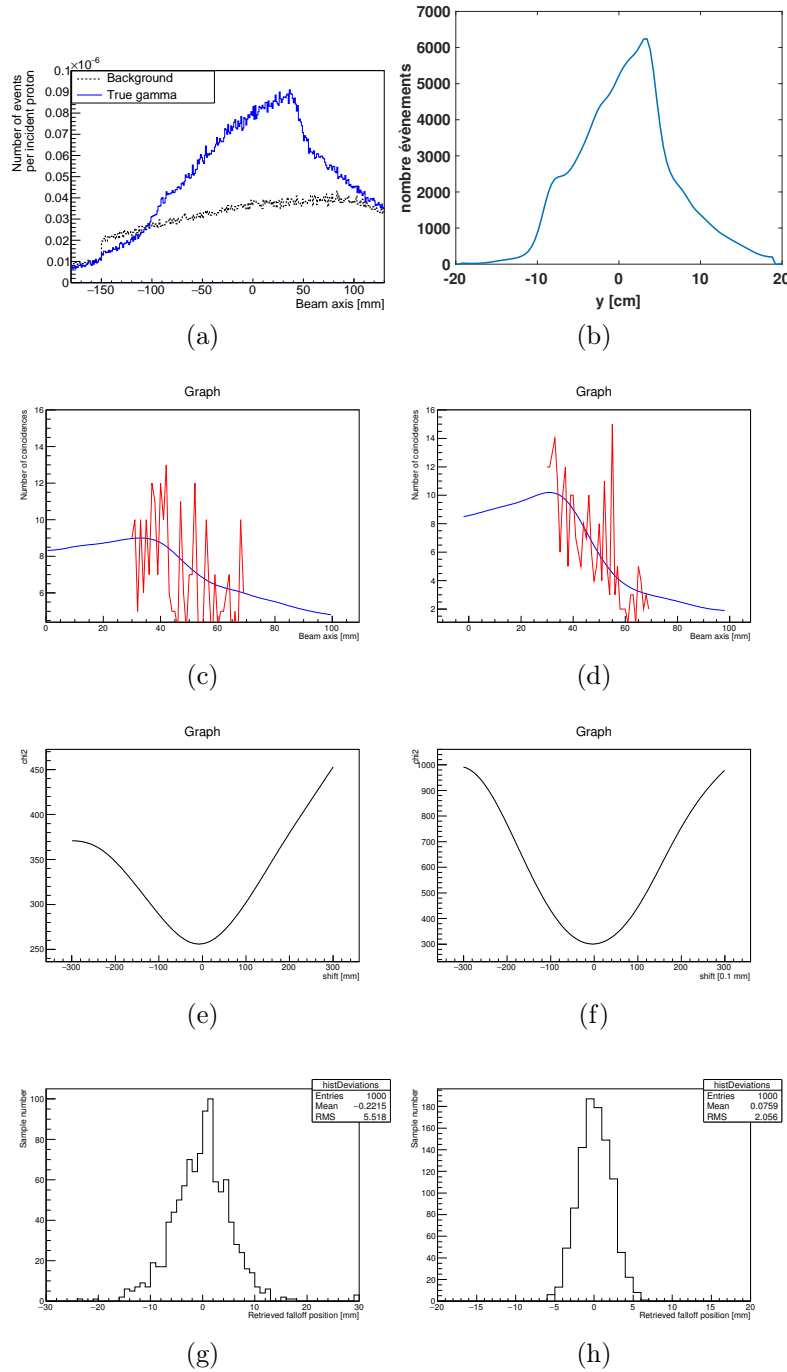 ×10⁻⁶
Number of events
per incident proton
0.1
0.09
0.08
0.07
0.06
0.05
0.04
0.03
0.02
0.01
0
Background
True gamma
−150 −100 −50 0 50 100
Beam axis [mm]
(a)
nombre évènements
7000
6000
5000
4000
3000
2000
1000
0
-20 -10 0 10 20
y [cm]
(b)
Graph
Number of coincidences
16
14
12
10
8
6
0 20 40 60 80 100
Beam axis [mm]
(c)
Graph
Number of coincidences
16
14
12
10
8
6
4
2
0 20 40 60 80 100
Beam axis [mm]
(d)
Graph
chi2
450
400
350
300
250
−300 −200 −100 0 100 200 300
shift [mm]
(e)
Graph
chi2
1000
900
800
700
600
500
400
300
−300 −200 −100 0 100 200 300
shift [0.1 mm]
(f)
histDeviations
Entries 1000
Mean −0.2215
RMS 5.518
Sample number
100
80
60
40
20
0
−30 −20 −10 0 10 20 30
Retrieved falloff position [mm]
(g)
histDeviations
Entries 1000
Mean 0.0759
RMS 2.056
Sample number
180
160
140
120
100
80
60
40
20
0
−20 −15 −10 −5 0 5 10 15 20
Retrieved falloff position [mm]
(h)